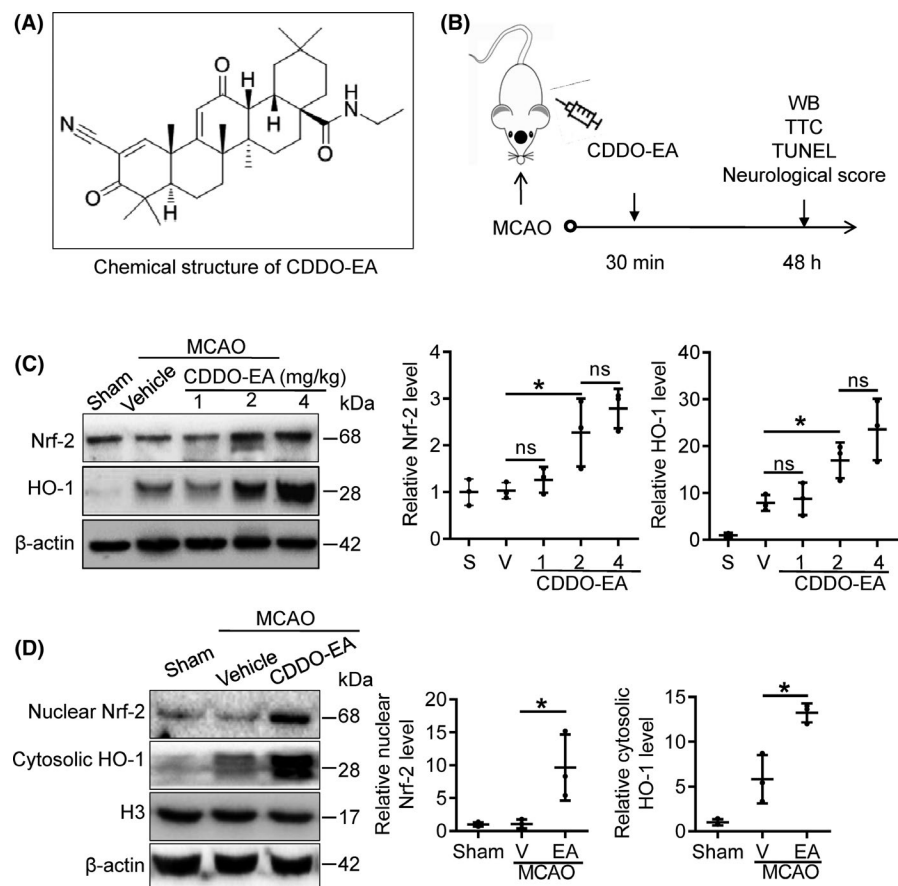 (A)
O
H
H
N
N
O
O
H
Chemical structure of CDDO-EA
(B)
CDDO-EA
WB
TTC
TUNEL
Neurological score
MCAO
30 min
48 h
(C)
MCAO
Sham
Vehicle
CDDO-EA (mg/kg)
1 2 4 kDa
Nrf-2 68
HO-1 28
β-actin 42
Relative Nrf-2 level
4
3
2
1
0
ns
*
ns
S V 1 2 4
CDDO-EA
Relative HO-1 level
40
30
20
10
0
ns
*
ns
S V 1 2 4
CDDO-EA
(D)
MCAO
Sham
Vehicle
CDDO-EA
kDa
Nuclear Nrf-2 68
Cytosolic HO-1 28
H3 17
β-actin 42
Relative nuclear
Nrf-2 level
20
15
10
5
0
*
Sham V EA
MCAO
Relative cytosolic
HO-1 level
15
10
5
0
*
Sham V EA
MCAO